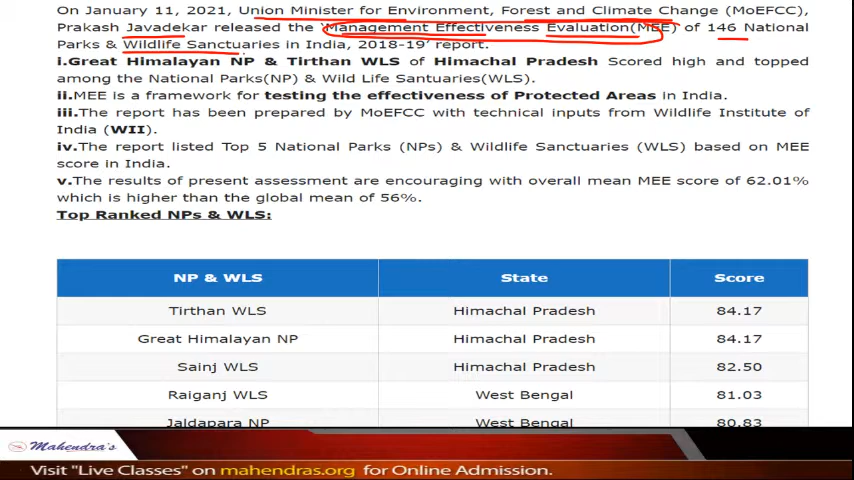 On January 11, 2021, Union Minister for Environment, Forest and Climate Change (MoEFCC),
Prakash Javadekar released the 'Management Effectiveness Evaluation(MEE) of 146 National
Parks & Wildlife Sanctuaries in India, 2018-19' report.
i.Great Himalayan NP & Tirthan WLS of Himachal Pradesh Scored high and topped
among the National Parks(NP) & Wild Life Santuaries(WLS).
ii.MEE is a framework for testing the effectiveness of Protected Areas in India.
iii.The report has been prepared by MoEFCC with technical inputs from Wildlife Institute of
India (WII).
iv.The report listed Top 5 National Parks (NPs) & Wildlife Sanctuaries (WLS) based on MEE
score in India.
v.The results of present assessment are encouraging with overall mean MEE score of 62.01%
which is higher than the global mean of 56%.
Top Ranked NPs & WLS:
NP & WLS State Score
Tirthan WLS Himachal Pradesh 84.17
Great Himalayan NP Himachal Pradesh 84.17
Sainj WLS Himachal Pradesh 82.50
Raiganj WLS West Bengal 81.03
Jaldapara NP West Bengal 80.83
Mahendra's
Visit "Live Classes" on mahendras.org for Online Admission.